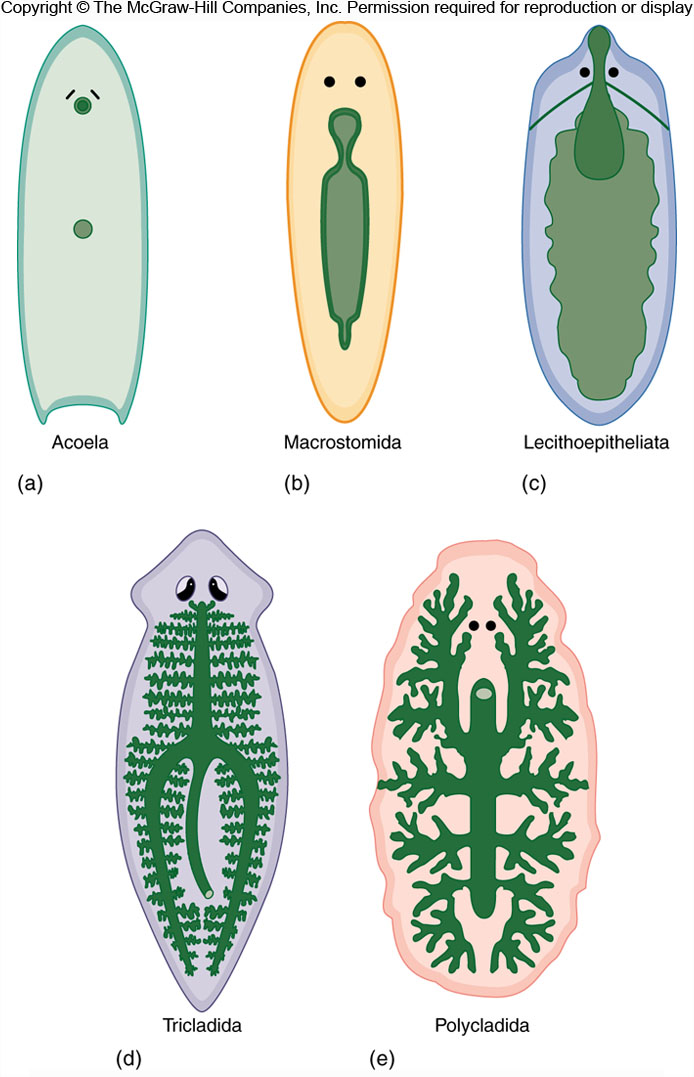 Copyright © The McGraw-Hill Companies, Inc. Permission required for reproduction or display
Acoela
Macrostomida
Lecithoepitheliata
(a)
(b)
(c)
Tricladida
Polycladida
(d)
(e)